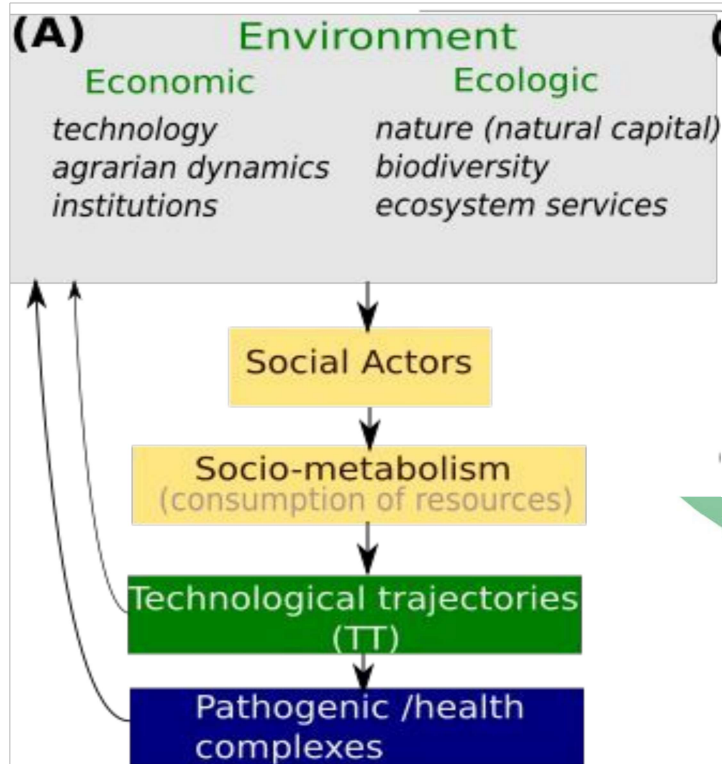 (A)
Environment
Economic
technology
agrarian dynamics
institutions
Ecologic
nature (natural capital)
biodiversity
ecosystem services
Social Actors
Socio-metabolism
(consumption of resources)
Technological trajectories
(TT)
Pathogenic /health
complexes